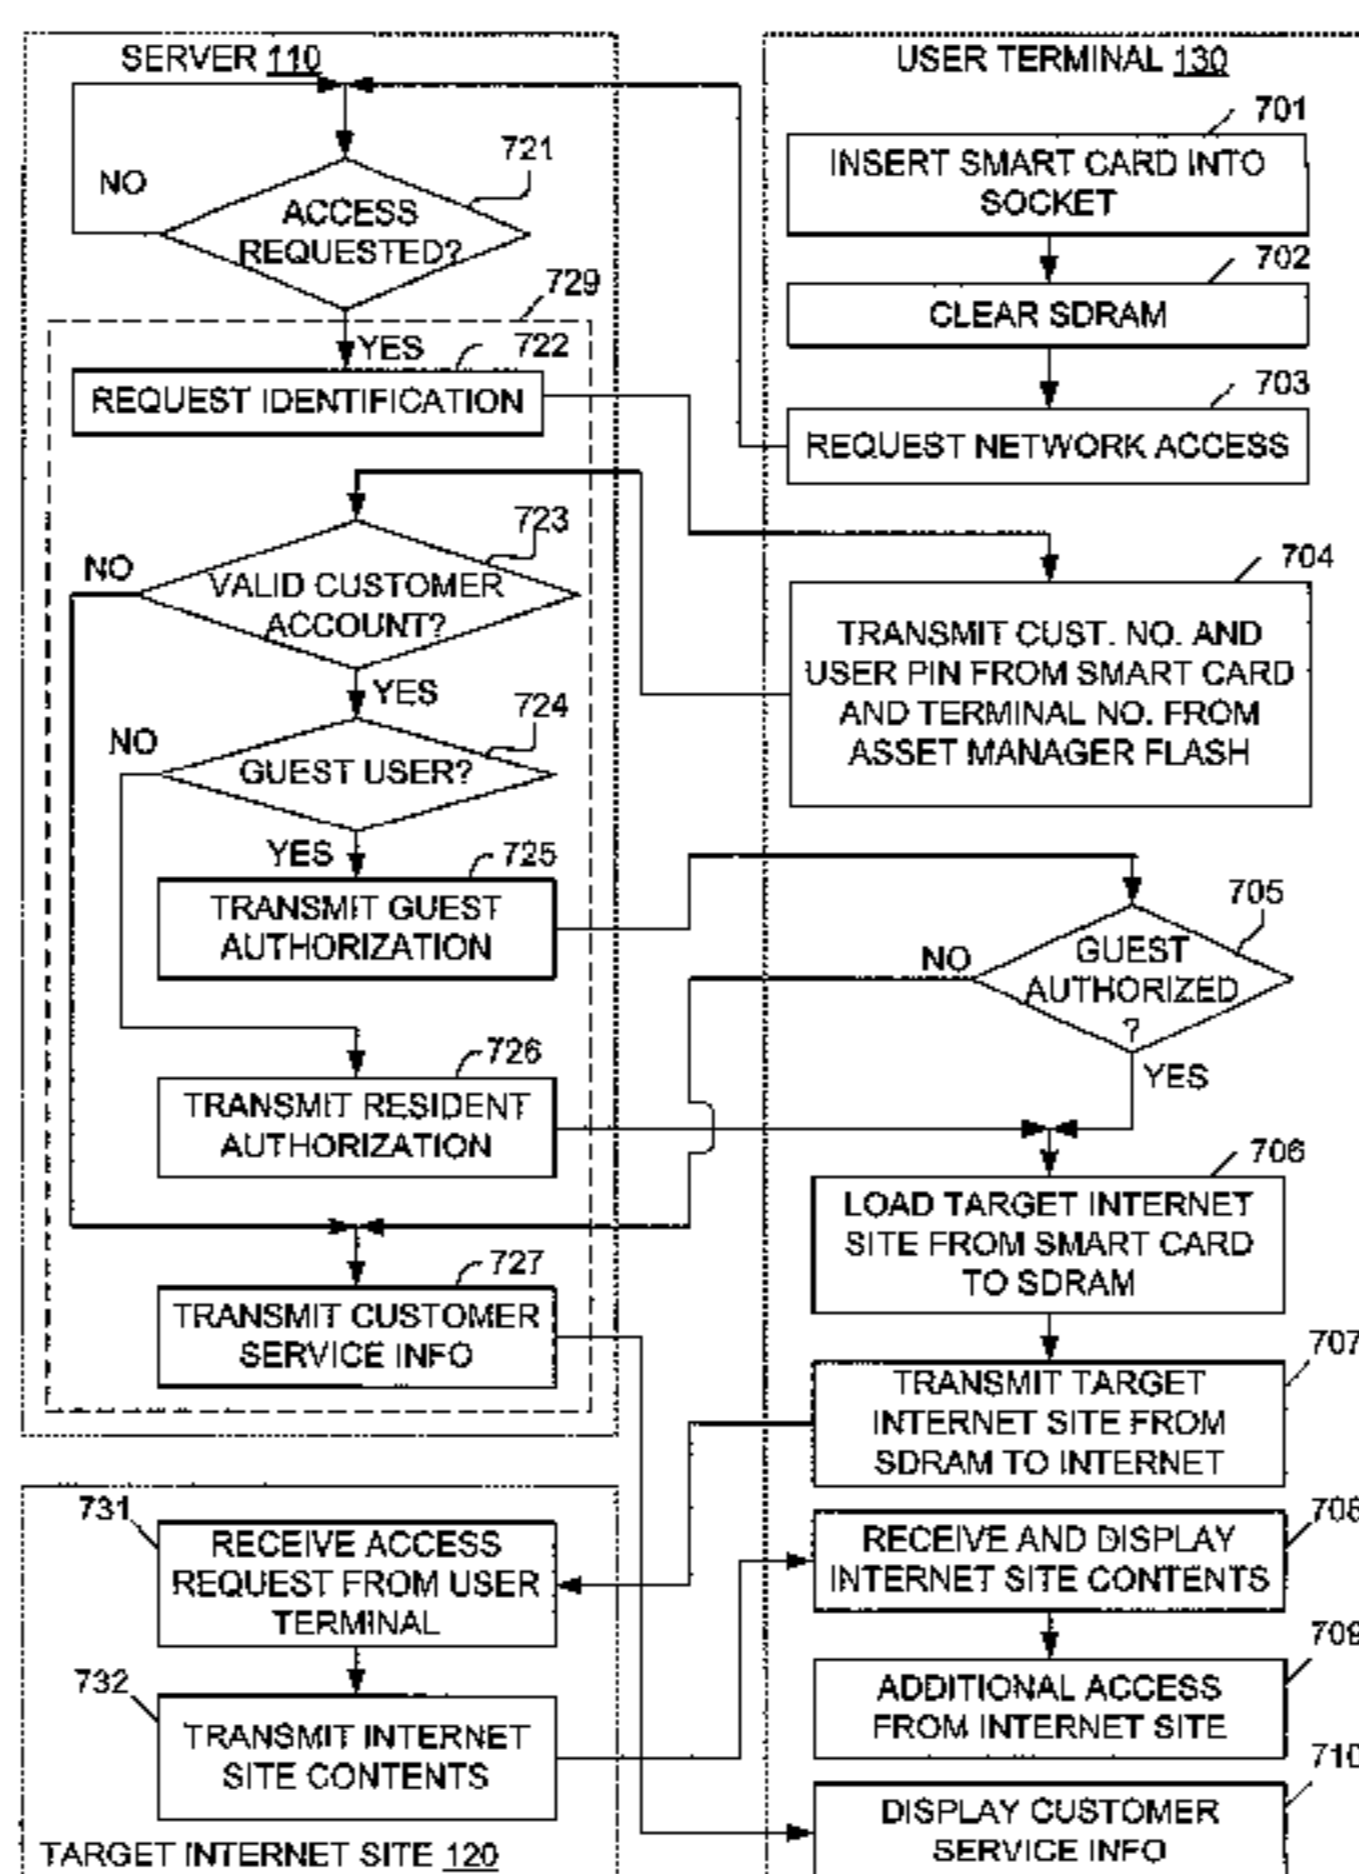 SERVER 110
721
NO
ACCESS
REQUESTED?
729
YES
722
REQUEST IDENTIFICATION
723
NO
VALID CUSTOMER
ACCOUNT?
YES
724
NO
GUEST USER?
YES
725
TRANSMIT GUEST
AUTHORIZATION
726
TRANSMIT RESIDENT
AUTHORIZATION
727
TRANSMIT CUSTOMER
SERVICE INFO
731
RECEIVE ACCESS
REQUEST FROM USER
TERMINAL
732
TRANSMIT INTERNET
SITE CONTENTS
TARGET INTERNET SITE 120
USER TERMINAL 130
701
INSERT SMART CARD INTO
SOCKET
702
CLEAR SDRAM
703
REQUEST NETWORK ACCESS
704
TRANSMIT CUST. NO. AND
USER PIN FROM SMART CARD
AND TERMINAL NO. FROM
ASSET MANAGER FLASH
705
NO
GUEST
AUTHORIZED
?
YES
706
LOAD TARGET INTERNET
SITE FROM SMART CARD
TO SDRAM
707
TRANSMIT TARGET
INTERNET SITE FROM
SDRAM TO INTERNET
708
RECEIVE AND DISPLAY
INTERNET SITE CONTENTS
709
ADDITIONAL ACCESS
FROM INTERNET SITE
710
DISPLAY CUSTOMER
SERVICE INFO